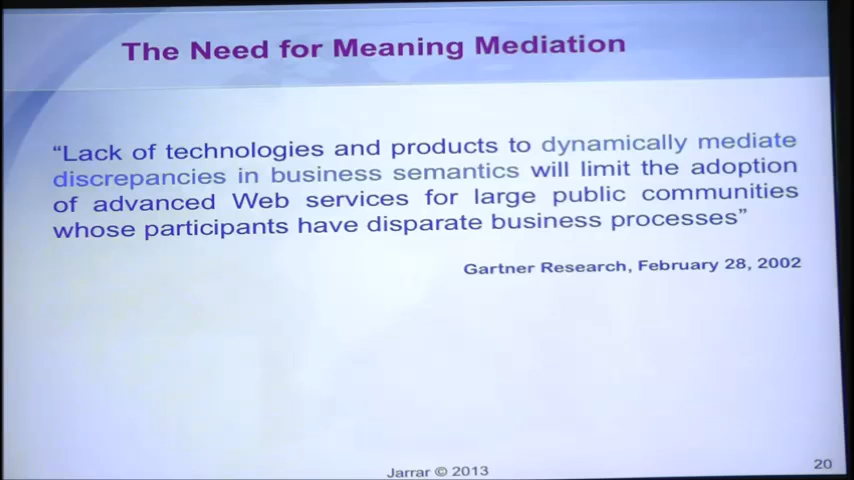 The Need for Meaning Mediation
“Lack of technologies and products to dynamically mediate
discrepancies in business semantics will limit the adoption
of advanced Web services for large public communities
whose participants have disparate business processes”
Gartner Research, February 28, 2002
Jarrar © 2013
20